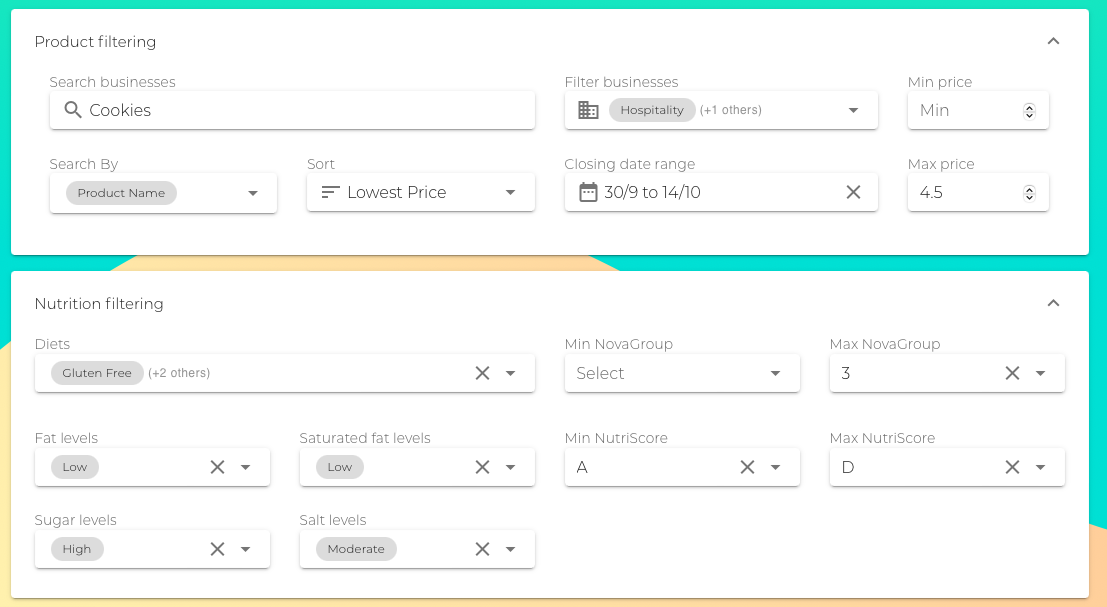 Product filtering
Search businesses
Cookies
Filter businesses
Hospitality (+1 others)
Min price
Min
Search By
Product Name
Sort
Lowest Price
Closing date range
30/9 to 14/10
Max price
4.5
Nutrition filtering
Diets
Gluten Free (+2 others)
Min NovaGroup
Select
Max NovaGroup
3
Fat levels
Low
Saturated fat levels
Low
Min NutriScore
A
Max NutriScore
D
Sugar levels
High
Salt levels
Moderate